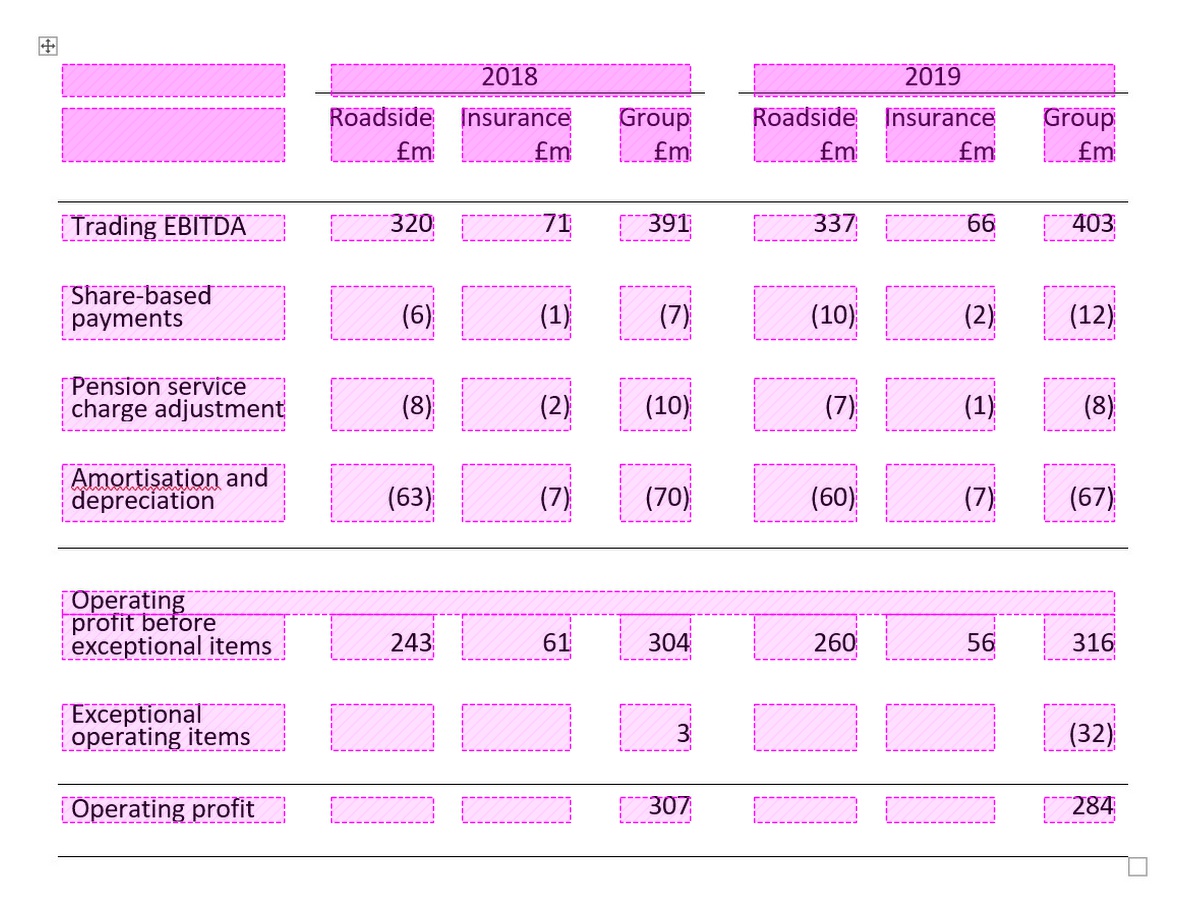 2018 2019
Roadside Insurance Group Roadside Insurance Group
£m £m £m £m £m £m
Trading EBITDA 320 71 391 337 66 403
Share-based
payments (6) (1) (7) (10) (2) (12)
Pension service
charge adjustment (8) (2) (10) (7) (1) (8)
Amortisation and
depreciation (63) (7) (70) (60) (7) (67)
Operating
profit before
exceptional items 243 61 304 260 56 316
Exceptional
operating items 3 (32)
Operating profit 307 284